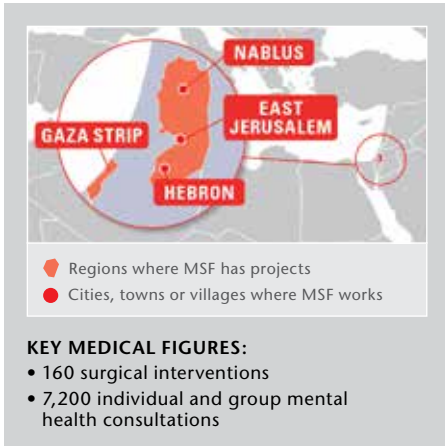 NABLUS
EAST
JERUSALEM
GAZA STRIP
HEBRON
Regions where MSF has projects
Cities, towns or villages where MSF works
KEY MEDICAL FIGURES:
• 160 surgical interventions
• 7,200 individual and group mental
health consultations